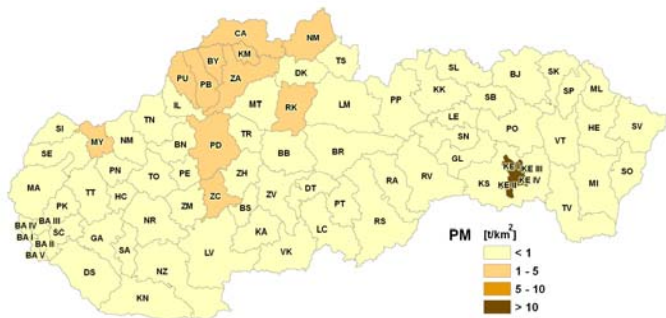 CA
NM
BY
KM
PU
PB
ZA
DK
TS
IL
MT
RK
LM
PP
SL
BJ
SK
ML
KK
SB
SP
LE
PO
VT
HE
SV
SN
GL
KS
KE III
KE IV
KE II
MI
SO
TV
SI
MY
NM
TN
SE
BN
PD
TR
BB
BR
MA
PN
PE
ZH
TT
HC
TO
PK
ZM
ZC
BS
ZV
DT
PT
RA
RV
RS
BA IV
BA III
BA I
SC
BA II
BA V
GA
SA
NR
LV
KA
VK
LC
DS
NZ
KN
PM [t/km²]
< 1
1 - 5
5 - 10
> 10